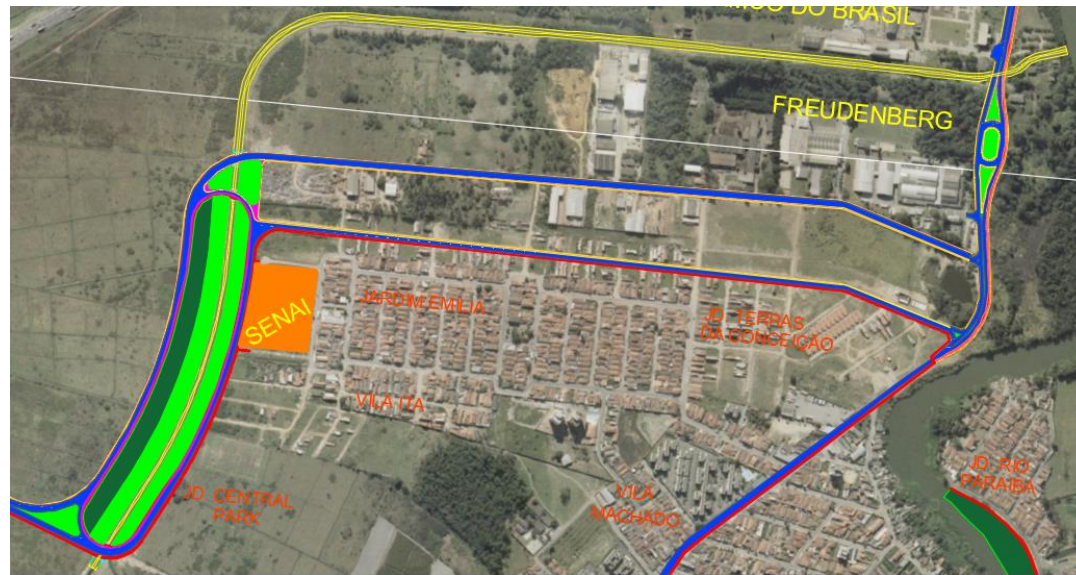 DO BRASIL
FREUDENBERG
SENAI
JARDIM EMÍLIA
JD. TERRAS
DA CONCEIÇÃO
VILA ITA
JD. CENTRAL
PARK
VILA
MACHADO
JD. RIO
PARAIBA